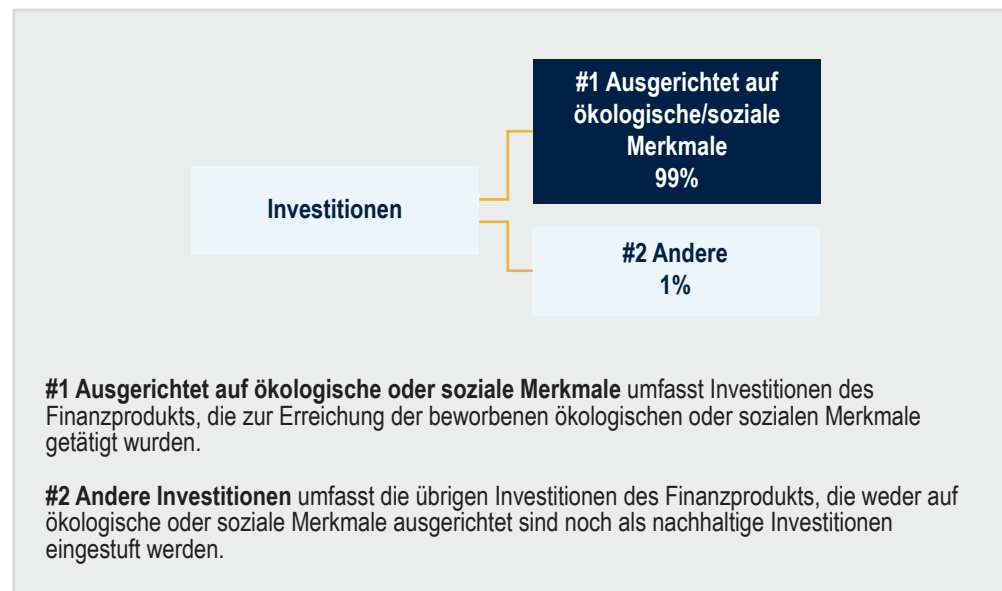 #1 Ausgerichtet auf
ökologische/soziale
Merkmale
99%
Investitionen
#2 Andere
1%
#1 Ausgerichtet auf ökologische oder soziale Merkmale umfasst Investitionen des
Finanzprodukts, die zur Erreichung der beworbenen ökologischen oder sozialen Merkmale
getätigt wurden.
#2 Andere Investitionen umfasst die übrigen Investitionen des Finanzprodukts, die weder auf
ökologische oder soziale Merkmale ausgerichtet sind noch als nachhaltige Investitionen
eingestuft werden.